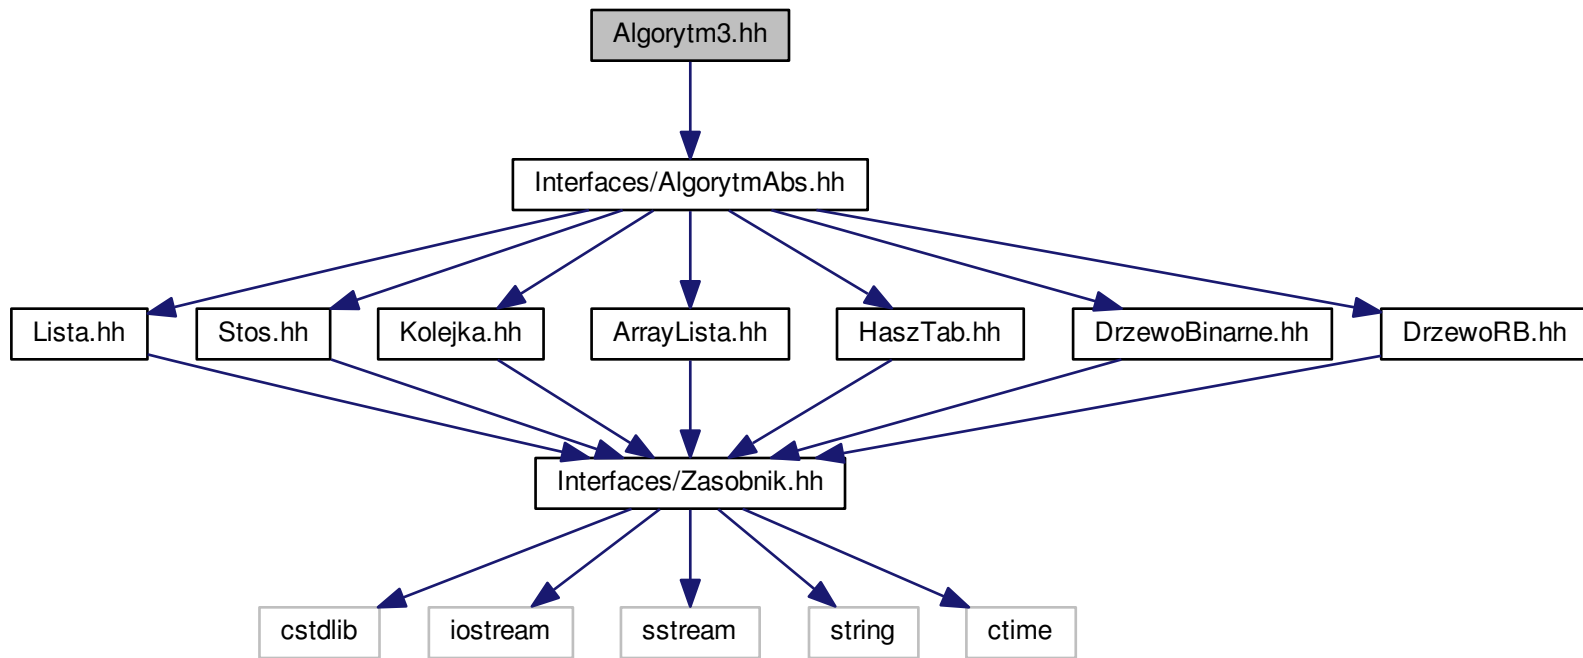 Algorytm3.hh
Interfaces/AlgorytmAbs.hh
Lista.hh
Stos.hh
Kolejka.hh
ArrayLista.hh
HaszTab.hh
DrzewoBinarne.hh
DrzewoRB.hh
Interfaces/Zasobnik.hh
cstdlib
iostream
sstream
string
ctime